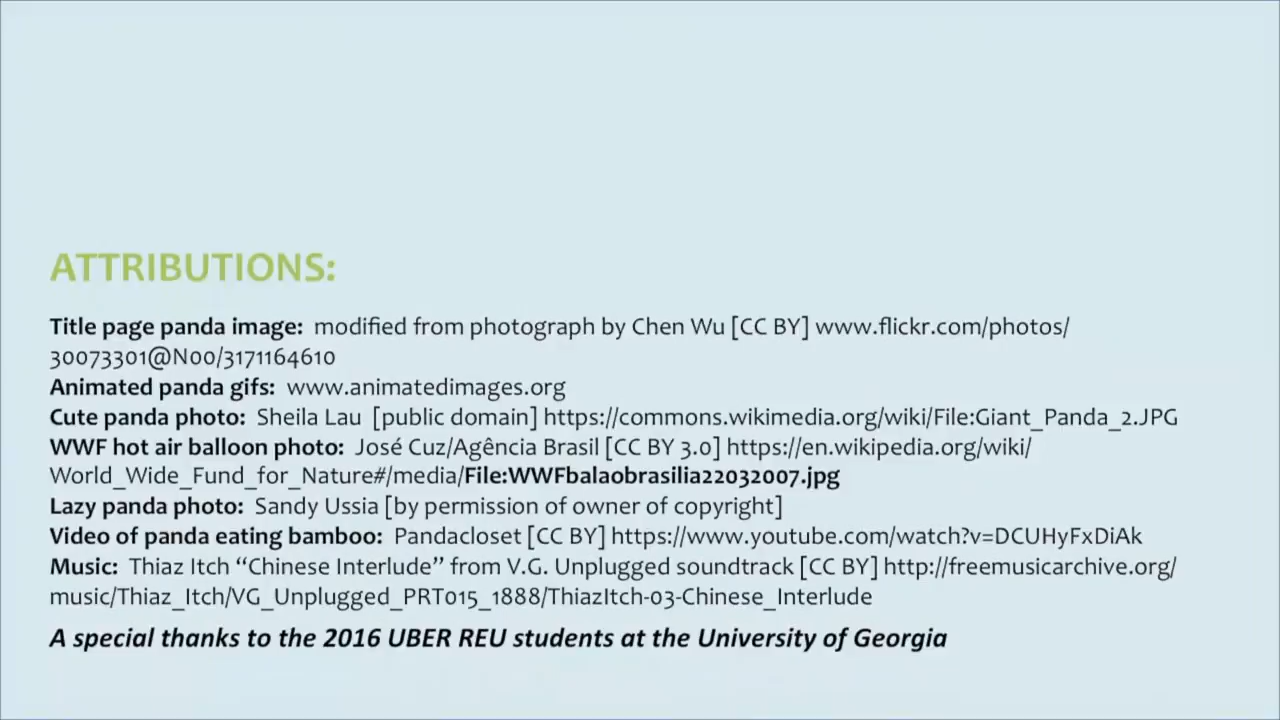 ATTRIBUTIONS:
Title page panda image: modified from photograph by Chen Wu [CC BY] www.flickr.com/photos/
30073301@N00/3171164610
Animated panda gifs: www.animatedimages.org
Cute panda photo: Sheila Lau [public domain] https://commons.wikimedia.org/wiki/File:Giant_Panda_2.JPG
WWF hot air balloon photo: José Cuz/Agência Brasil [CC BY 3.0] https://en.wikipedia.org/wiki/
World_Wide_Fund_for_Nature#/media/File:WWFbalaobrasilia22032007.jpg
Lazy panda photo: Sandy Ussia [by permission of owner of copyright]
Video of panda eating bamboo: Pandacloset [CC BY] https://www.youtube.com/watch?v=DCUHyFxDiAk
Music: Thiaz Itch “Chinese Interlude” from V.G. Unplugged soundtrack [CC BY] http://freemusicarchive.org/
music/Thiaz_Itch/VG_Unplugged_PRT015_1888/ThiazItch-03-Chinese_Interlude
A special thanks to the 2016 UBER REU students at the University of Georgia